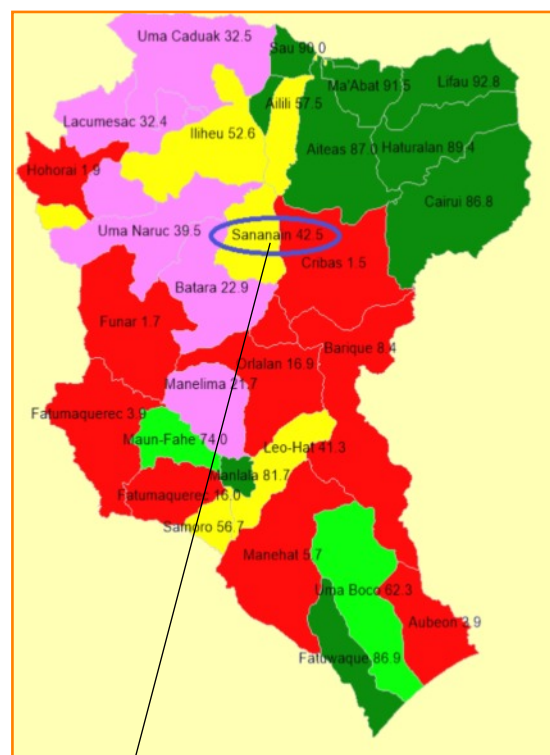 Uma Caduak 32.5
Sau 90.0
Ma'Abat 91.5
Lifau 92.8
Ailili 57.5
Lacumesac 32.4
Iliheu 52.6
Aiteas 87.0
Haturalan 89.4
Hohorai 1.9
Cairui 86.8
Uma Naruc 39.5
Sananain 42.5
Cribas 1.5
Batara 22.9
Funar 1.7
Barique 8.4
Orlalan 16.9
Manelima 21.7
Fatumaquerec 3.9
Maun-Fahe 74.0
Leo-Hat 41.3
Manlala 81.7
Fatumaquerec 16.0
Samoro 56.7
Manehat 5.7
Uma Boco 62.3
Aubeon 2.9
Fatuwaque 86.9